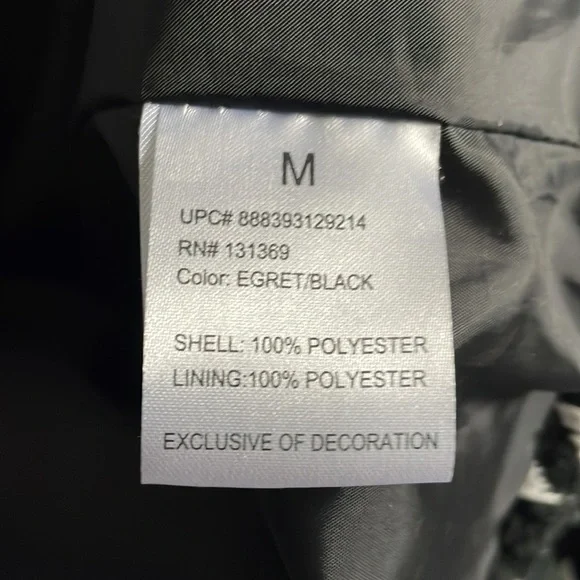 M
UPC# 888393129214
RN# 131369
Color: EGRET/BLACK
SHELL: 100% POLYESTER
LINING:100% POLYESTER
EXCLUSIVE OF DECORATION